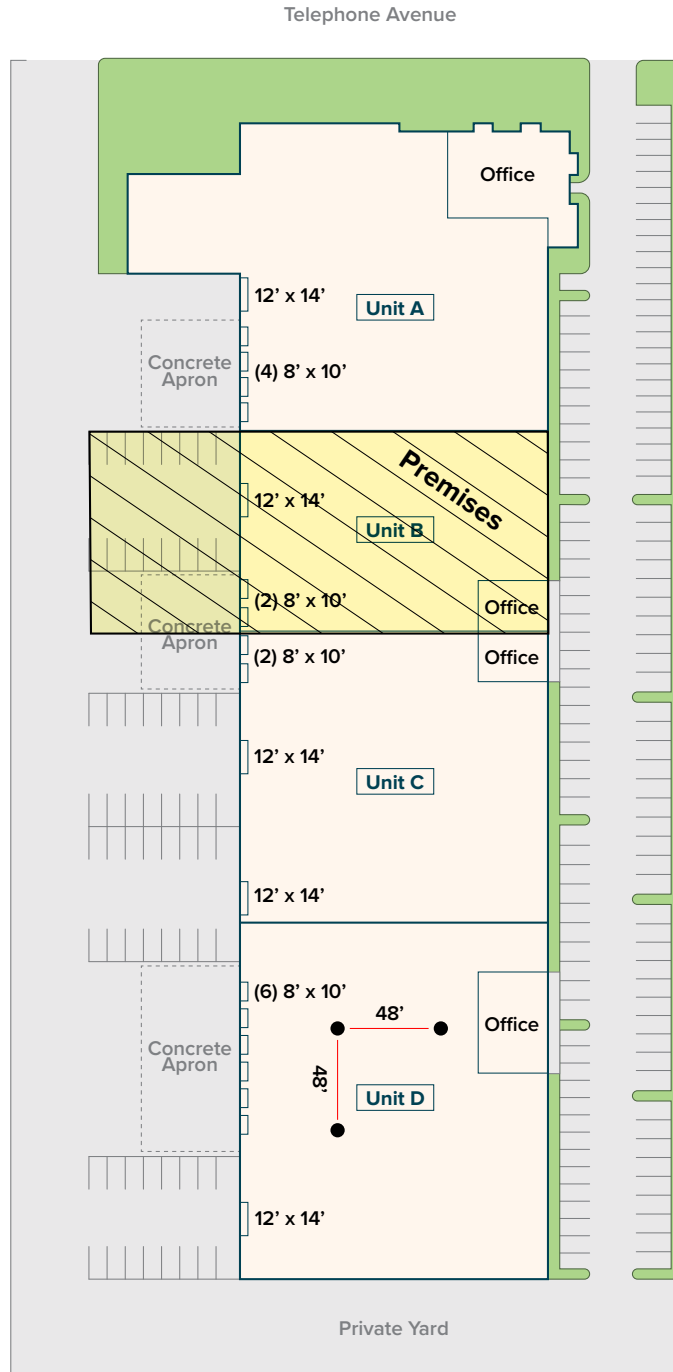 Telephone Avenue
Office
12’ x 14’
Unit A
Concrete
Apron
(4) 8’ x 10’
Premises
12’ x 14’
Unit B
(2) 8’ x 10’
Office
Concrete
Apron
(2) 8’ x 10’
Office
12’ x 14’
Unit C
12’ x 14’
(6) 8’ x 10’
48’
Office
Concrete
Apron
48’
Unit D
12’ x 14’
Private Yard